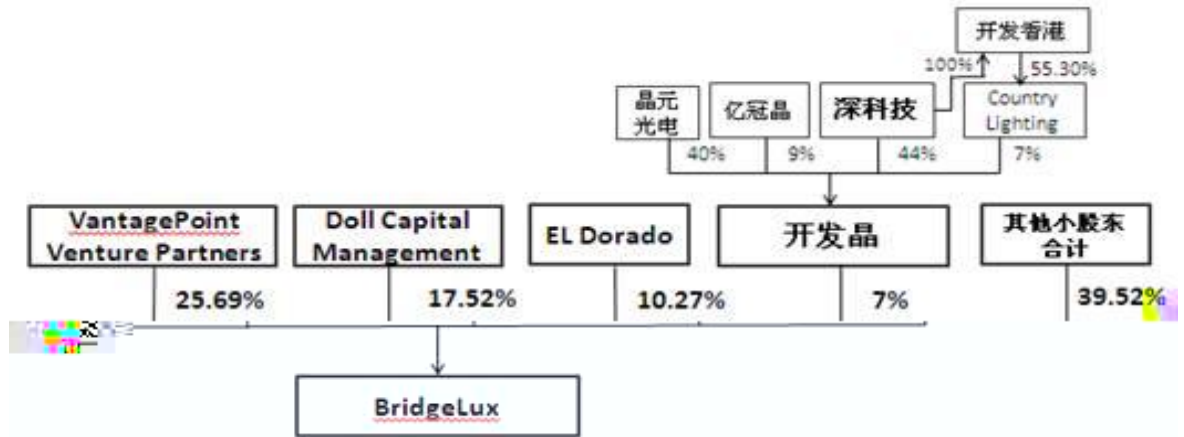 开发香港
100%
55.30%
晶元
光电
亿冠晶
深科技
Country
Lighting
40%
9%
44%
7%
VantagePoint
Venture Partners
Doll Capital
Management
EL Dorado
开发晶
其他小股东
合计
25.69%
17.52%
10.27%
7%
39.52%
BridgeLux